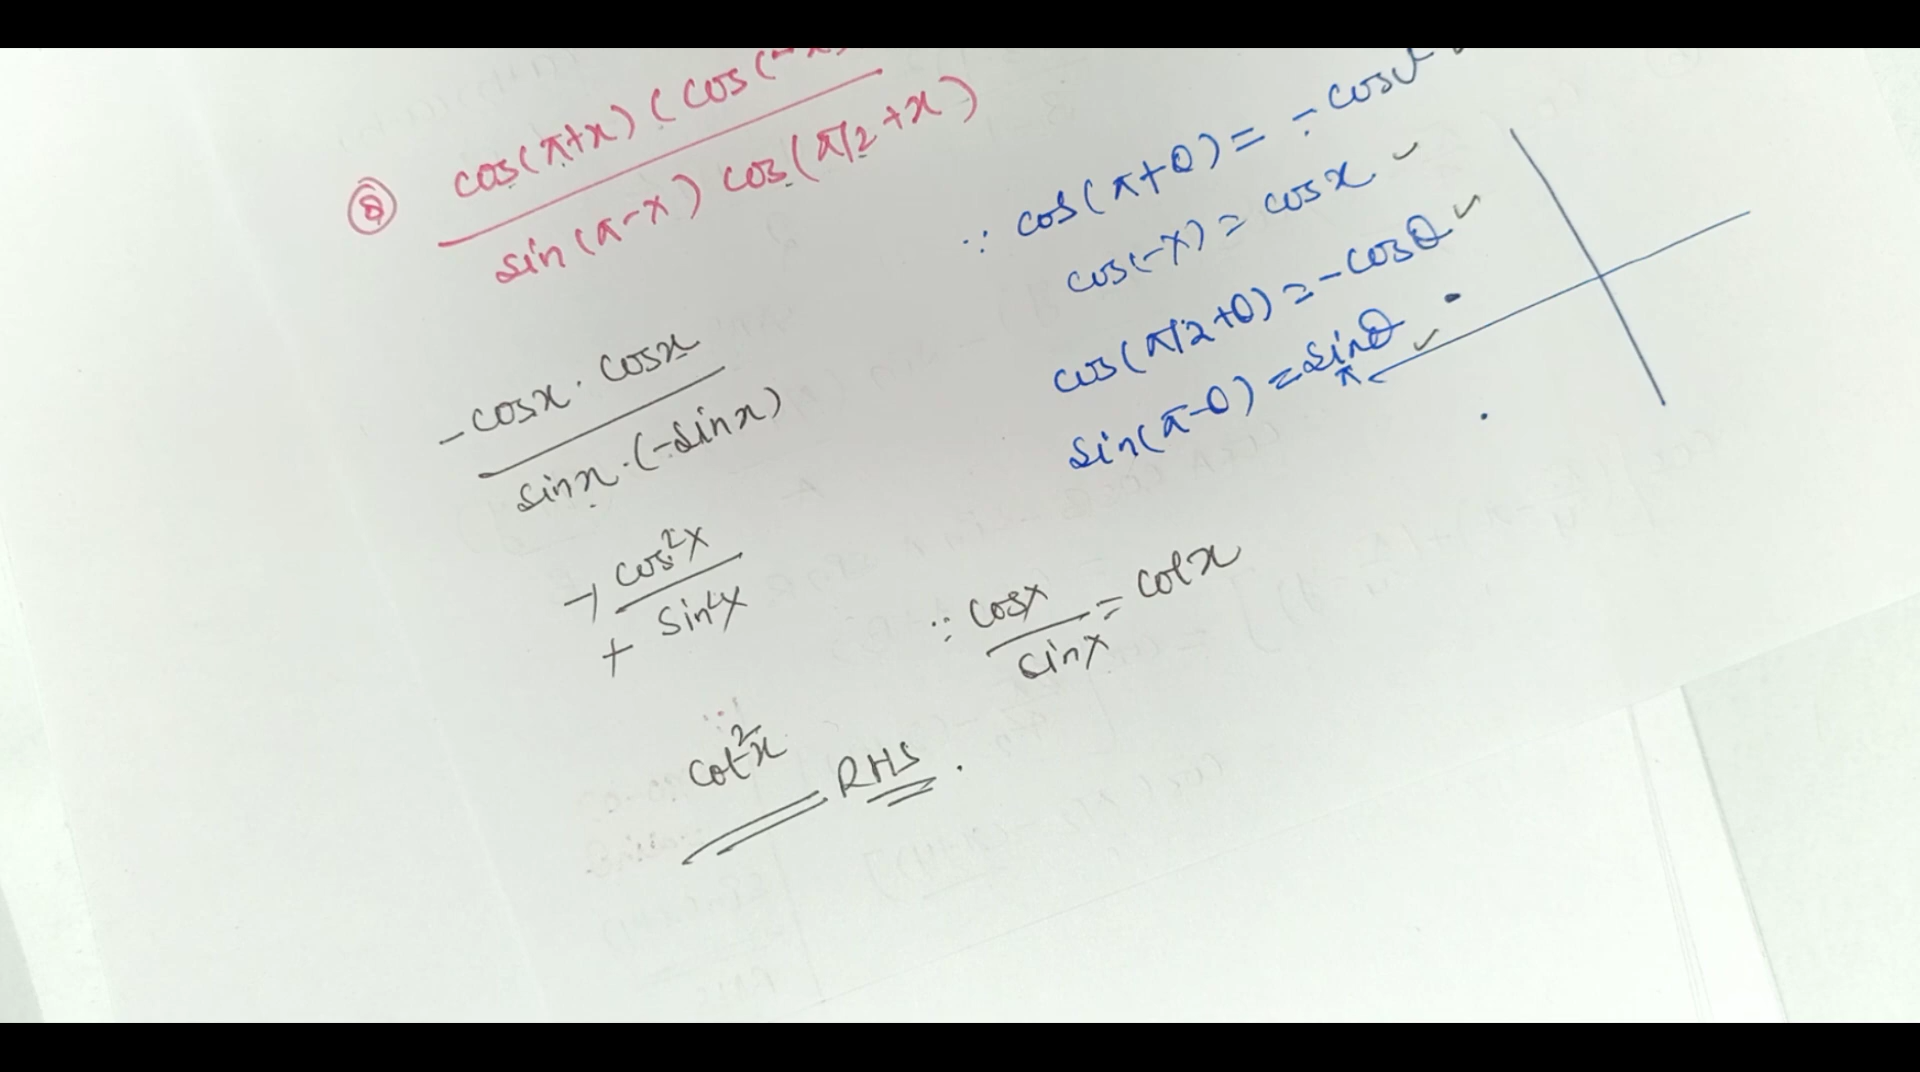 ⑧ cos(π+x) (cos(-x)
sin(π-x) cos(π/2+x)
∵ cos(π+θ) = -cos
cos(-x) = cosx ✓
cos(π/2+θ) = -cosθ ✓
sin(π-θ) = sinθ ✓
π
-cosx · cosx
sinx · (-sinx)
cos²x
+ sin²x
∵ cosx = cotx
sinx
cot²x RHS.